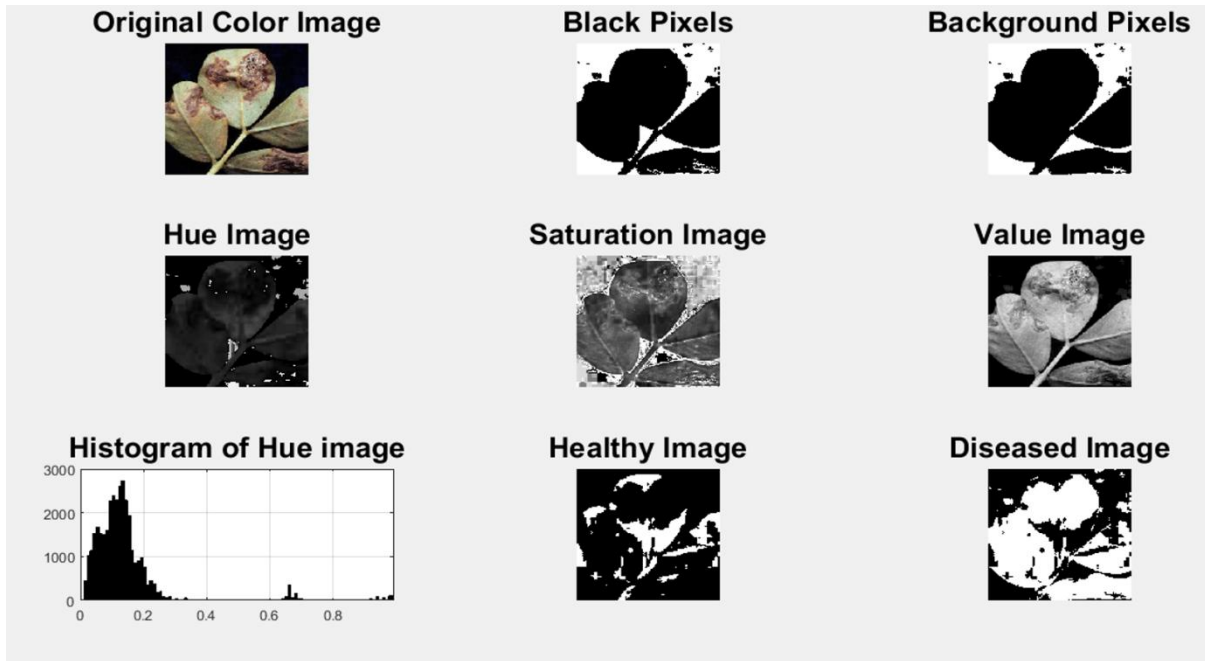 Original Color Image
Black Pixels
Background Pixels
Hue Image
Saturation Image
Value Image
Histogram of Hue image
Healthy Image
Diseased Image
3000
2000
1000
0
0 0.2 0.4 0.6 0.8